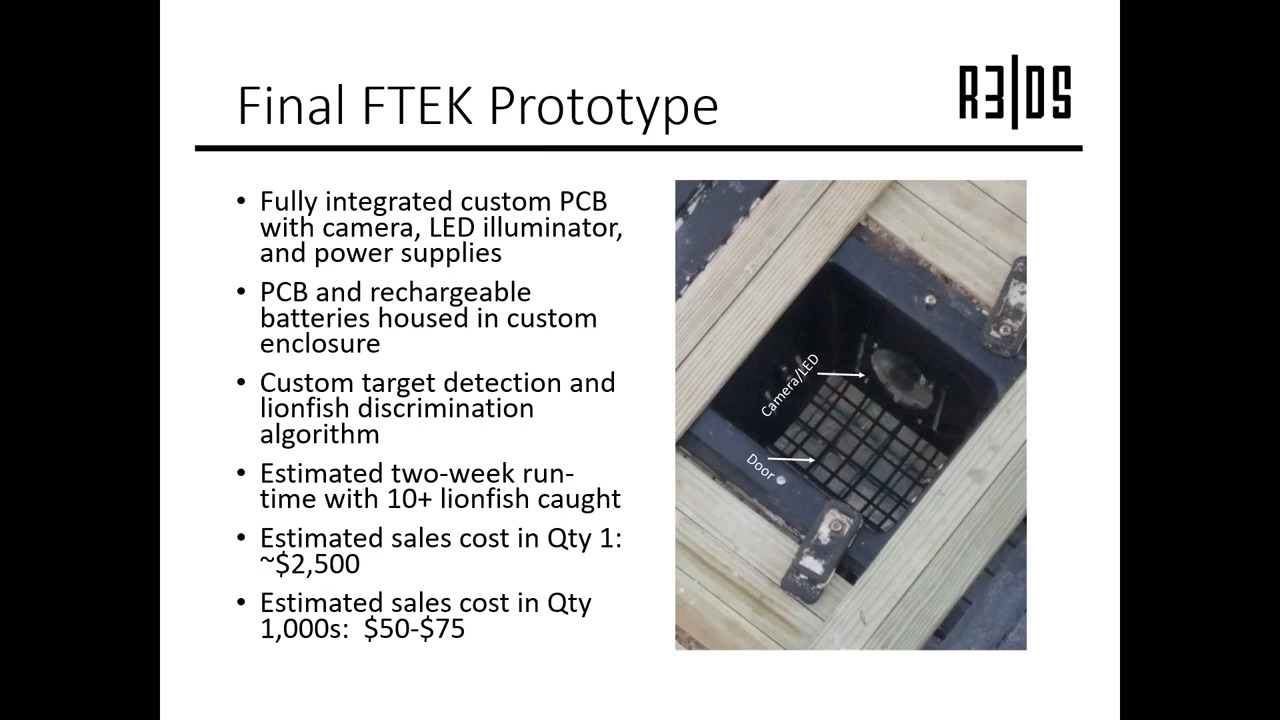 Final FTEK Prototype
R3|DS
• Fully integrated custom PCB
with camera, LED illuminator,
and power supplies
• PCB and rechargeable
batteries housed in custom
enclosure
• Custom target detection and
lionfish discrimination
algorithm
• Estimated two-week run-
time with 10+ lionfish caught
• Estimated sales cost in Qty 1:
~$2,500
• Estimated sales cost in Qty
1,000s:  $50-$75
Camera/LED
Door